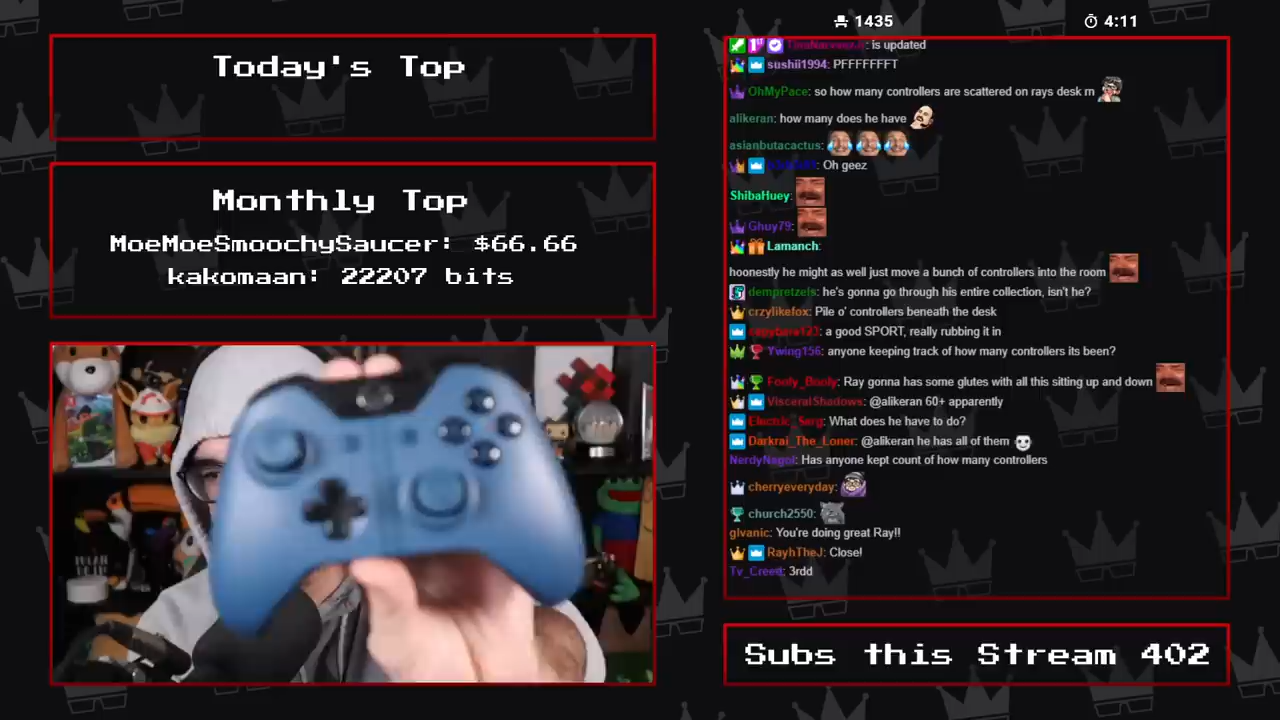 1435
4:11
Today's Top
Monthly Top
MoeMoeSmoochySaucer: $66.66
kakomaan: 22207 bits
: is updated
sushii1994: PFFFFFFFT
OhMyPace: so how many controllers are scattered on rays desk rn
alikeran: how many does he have
asianbutacactus:
: Oh geez
ShibaHuey:
Ghuy79:
Lamanch:
hoonestly he might as well just move a bunch of controllers into the room
dempretzels: he's gonna go through his entire collection, isn't he?
crzylikefox: Pile o' controllers beneath the desk
capybara123: a good SPORT, really rubbing it in
Ywing156: anyone keeping track of how many controllers its been?
Fooly_Booly: Ray gonna has some glutes with all this sitting up and down
VisceralShadows: @alikeran 60+ apparently
Electric_Sarg: What does he have to do?
Darkrai_The_Loner: @alikeran he has all of them
NerdyNagol: Has anyone kept count of how many controllers
cherryeveryday:
church2550:
givanic: You're doing great Ray!!
RayhTheJ: Close!
Tv_Creed: 3rdd
Subs this Stream 402